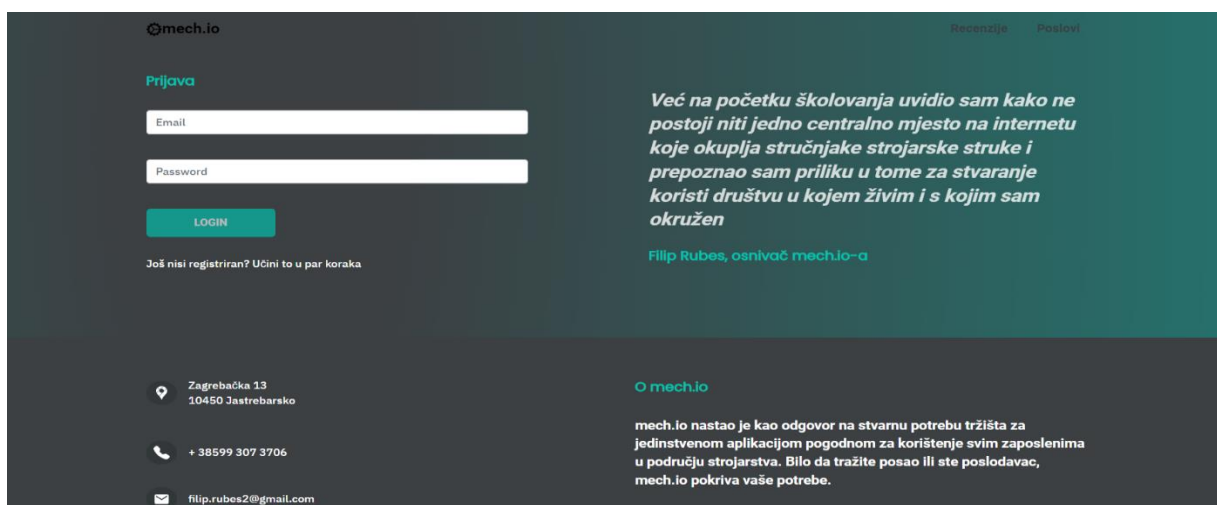 mech.io
Recenzije Poslovi
Prijava
Email
Password
LOGIN
Još nisi registriran? Učini to u par koraka
Već na početku školovanja uvidio sam kako ne
postoji niti jedno centralno mjesto na internetu
koje okuplja stručnjake strojarske struke i
prepoznao sam priliku u tome za stvaranje
koristi društvu u kojem živim i s kojim sam
okružen
Filip Rubes, osnivač mech.io-a
Zagrebačka 13
10450 Jastrebarsko
+ 38599 307 3706
filip.rubes2@gmail.com
O mech.io
mech.io nastao je kao odgovor na stvarnu potrebu tržišta za
jedinstvenom aplikacijom pogodnom za korištenje svim zaposlenima
u području strojarstva. Bilo da tražite posao ili ste poslodavac,
mech.io pokriva vaše potrebe.